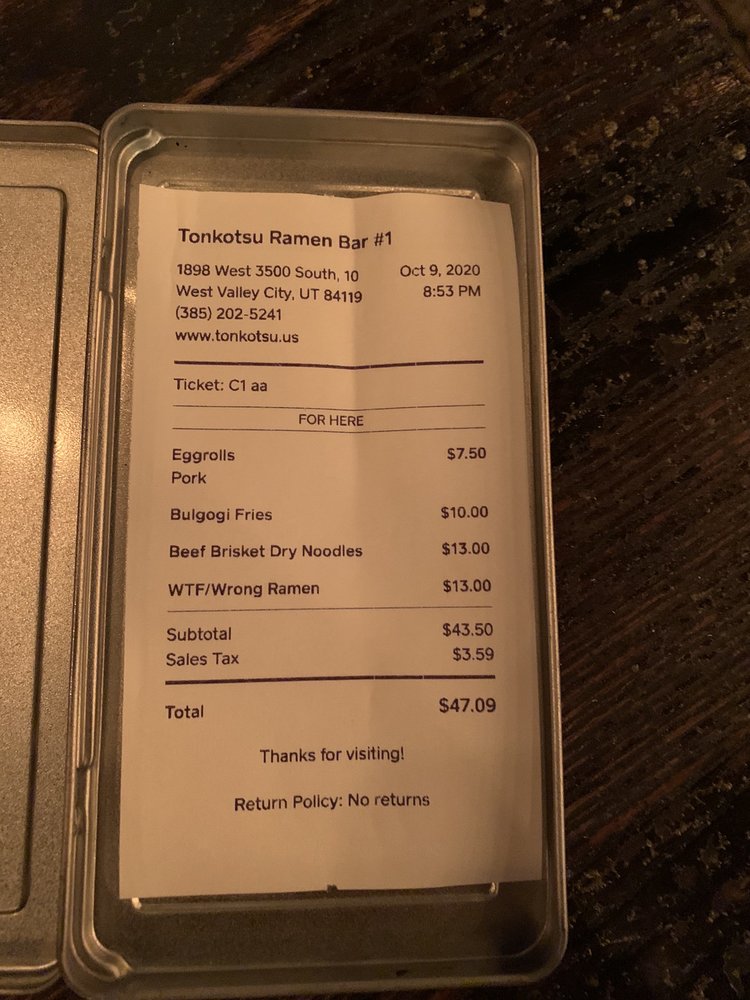 Tonkotsu Ramen Bar #1
1898 West 3500 South, 10 Oct 9, 2020
West Valley City, UT 84119 8:53 PM
(385) 202-5241
www.tonkotsu.us
Ticket: C1 aa
FOR HERE
Eggrolls $7.50
Pork
Bulgogi Fries $10.00
Beef Brisket Dry Noodles $13.00
WTF/Wrong Ramen $13.00
Subtotal $43.50
Sales Tax $3.59
Total $47.09
Thanks for visiting!
Return Policy: No returns